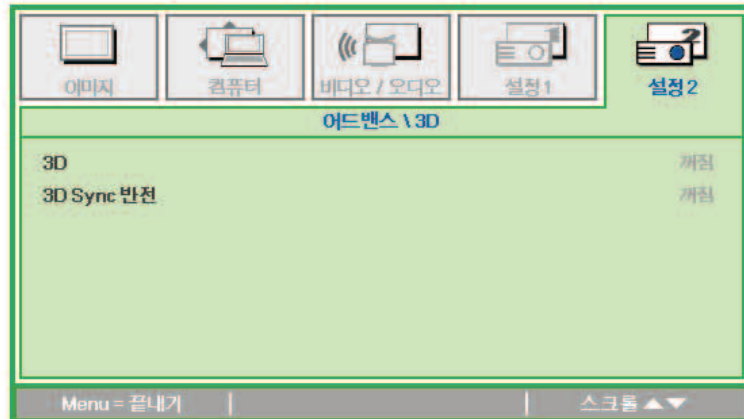 이미지 컴퓨터 비디오 / 오디오 설정 1 설정 2
어드밴스 \ 3D
3D 꺼짐
3D Sync 반전 꺼짐
Menu = 끝내기 스크롤 ▲▼